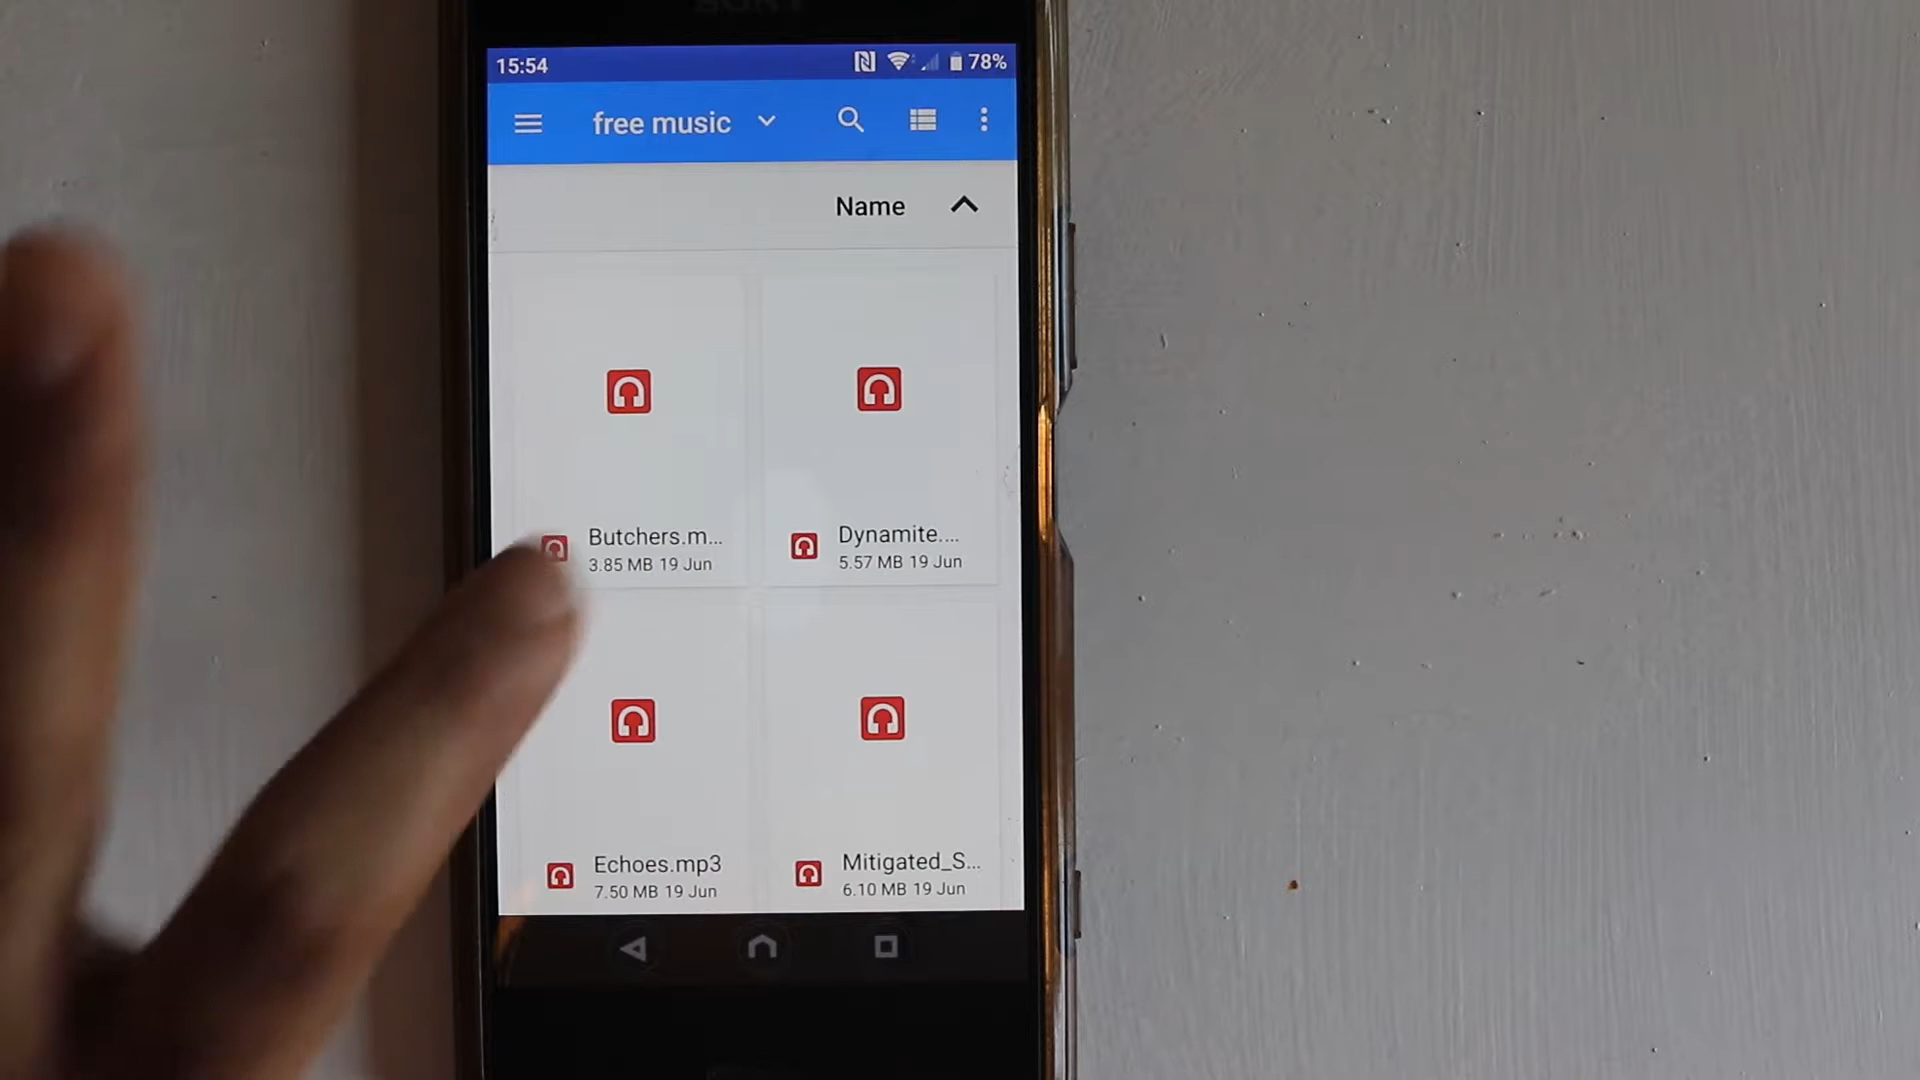 SONY
15:54 78%
free music
Name
Butchers.m...
3.85 MB 19 Jun
Dynamite....
5.57 MB 19 Jun
Echoes.mp3
7.50 MB 19 Jun
Mitigated_S...
6.10 MB 19 Jun